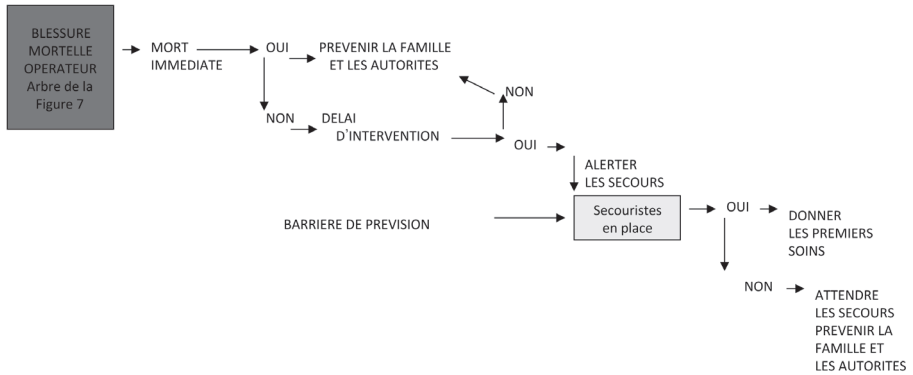 BLESSURE
MORTELLE
OPERATEUR
Arbre de la
Figure 7
MORT
IMMEDIATE
OUI
PREVENIR LA FAMILLE
ET LES AUTORITES
NON
NON
DELAI
D'INTERVENTION
OUI
ALERTER
LES SECOURS
BARRIERE DE PREVISION
Secouristes
en place
OUI
DONNER
LES PREMIERS
SOINS
NON
ATTENDRE
LES SECOURS
PREVENIR LA
FAMILLE ET
LES AUTORITES